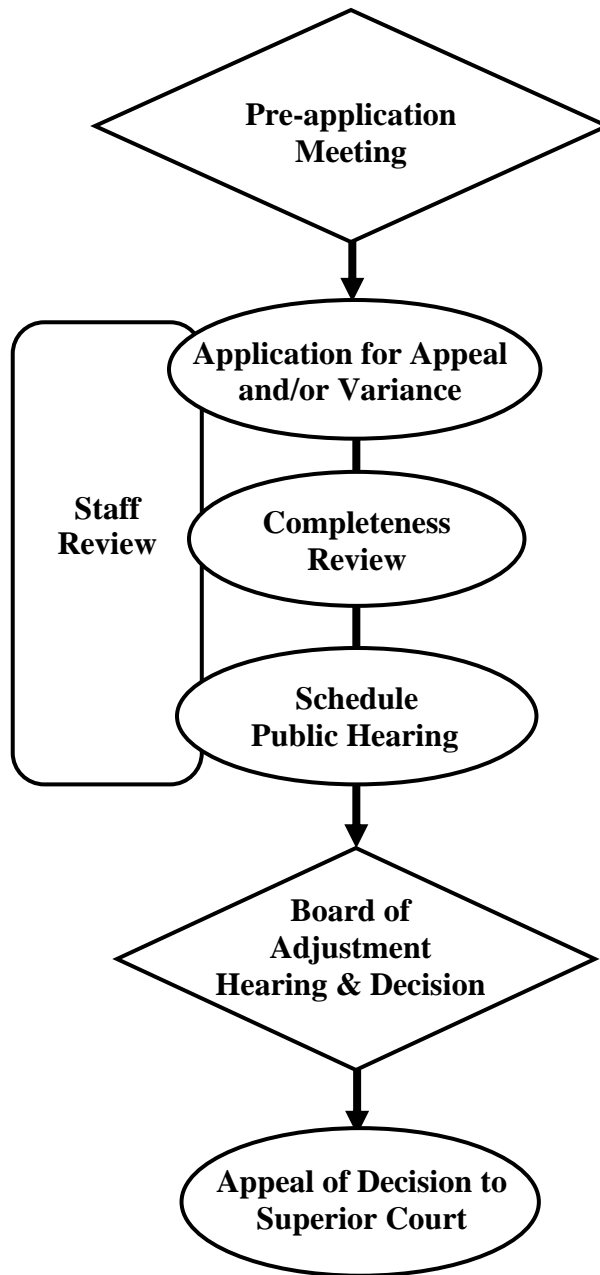 Pre-application
Meeting
Application for Appeal
and/or Variance
Staff
Review
Completeness
Review
Schedule
Public Hearing
Board of
Adjustment
Hearing & Decision
Appeal of Decision to
Superior Court